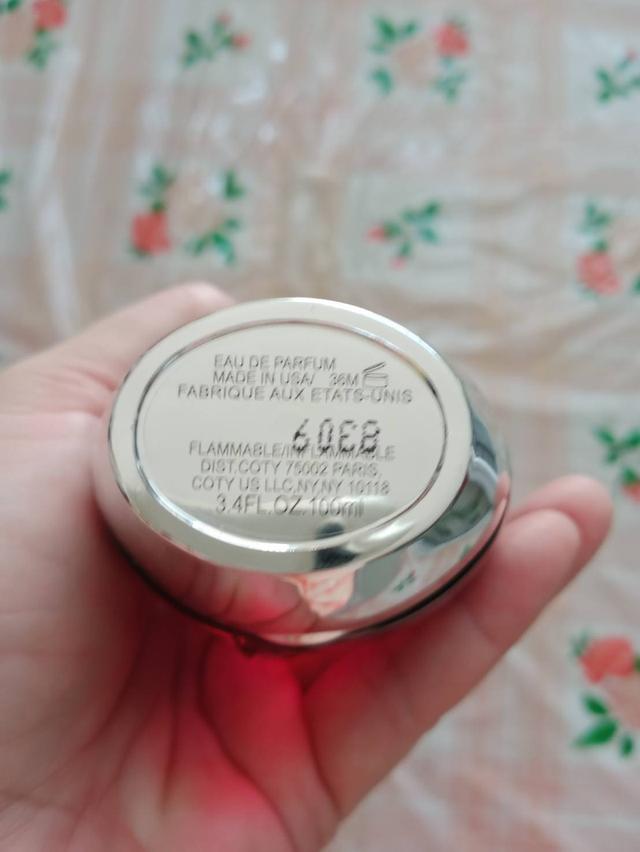 EAU DE PARFUM
MADE IN USA/ 36M
FABRIQUE AUX ETATS-UNIS
8309
FLAMMABLE/INFLAMMABLE
DIST.COTY 75002 PARIS,
COTY US LLC.NY,NY 10118
3.4FL.OZ.100ml